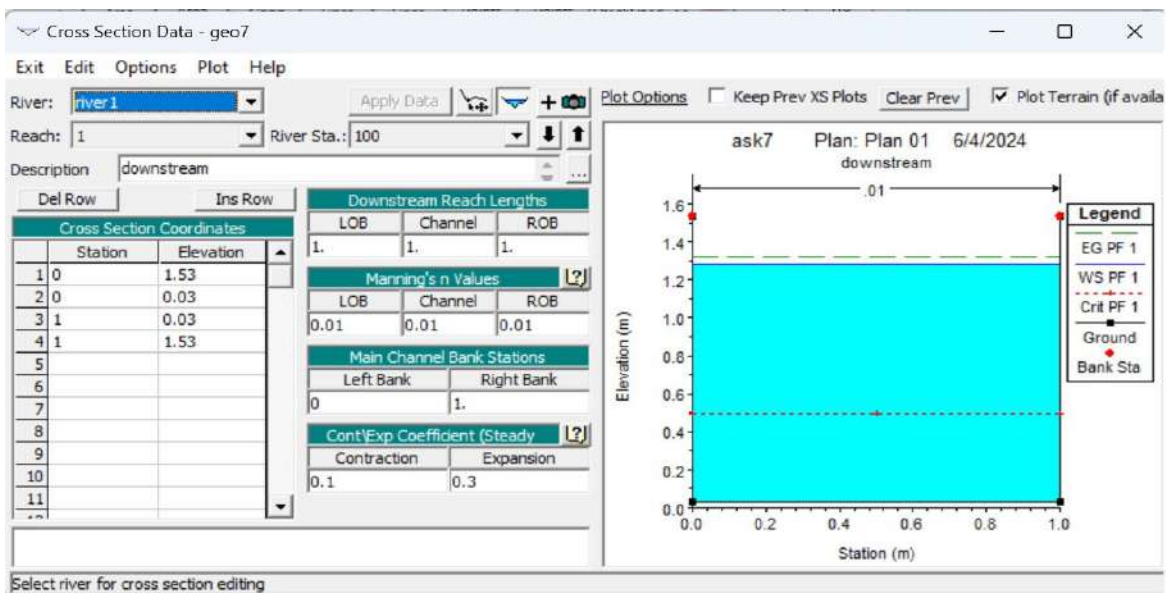 Cross Section Data - geo7
Exit Edit Options Plot Help
River: river1 Apply Data
Reach: 1 River Sta.: 100
Description downstream ...
Del Row Ins Row
Cross Section Coordinates
Station Elevation
1 0 1.53
2 0 0.03
3 1 0.03
4 1 1.53
5
6
7
8
9
10
11
Downstream Reach Lengths
LOB Channel ROB
1. 1. 1.
Manning's n Values
LOB Channel ROB
0.01 0.01 0.01
Main Channel Bank Stations
Left Bank Right Bank
0 1.
Cont\Exp Coefficient (Steady
Contraction Expansion
0.1 0.3
Plot Options Keep Prev XS Plots Clear Prev Plot Terrain (if availa
ask7 Plan: Plan 01 6/4/2024
downstream
.01
1.6
1.4
1.2
1.0
0.8
0.6
0.4
0.2
0.0
Elevation (m)
0.0 0.2 0.4 0.6 0.8 1.0
Station (m)
Legend
EG PF 1
WS PF 1
Crit PF 1
Ground
Bank Sta
Select river for cross section editing